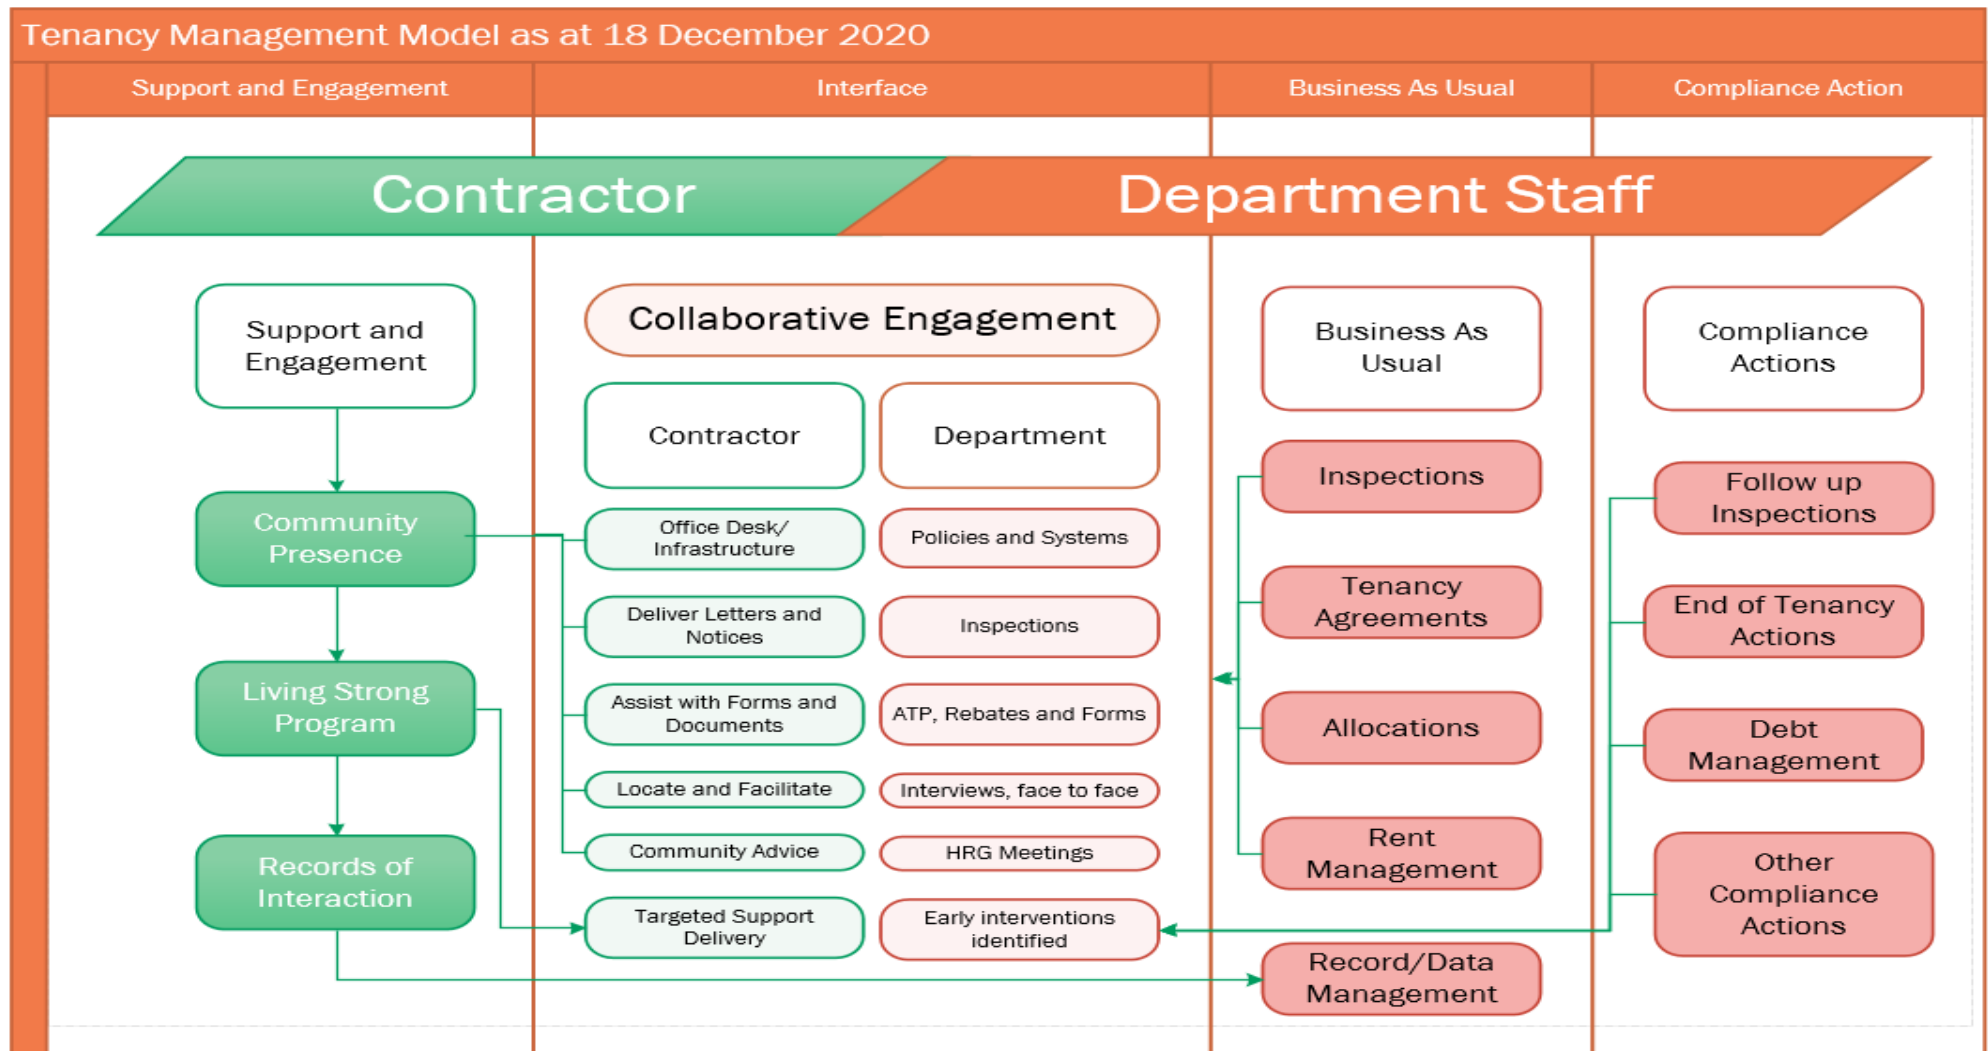 Tenancy Management Model as at 18 December 2020
Support and Engagement
Interface
Business As Usual
Compliance Action
Contractor
Department Staff
Support and
Engagement
Community
Presence
Living Strong
Program
Records of
Interaction
Collaborative Engagement
Contractor
Department
Office Desk/
Infrastructure
Policies and Systems
Deliver Letters and
Notices
Inspections
Assist with Forms and
Documents
ATP, Rebates and Forms
Locate and Facilitate
Interviews, face to face
Community Advice
HRG Meetings
Targeted Support
Delivery
Early interventions
identified
Business As
Usual
Inspections
Tenancy
Agreements
Allocations
Rent
Management
Record/Data
Management
Compliance
Actions
Follow up
Inspections
End of Tenancy
Actions
Debt
Management
Other
Compliance
Actions